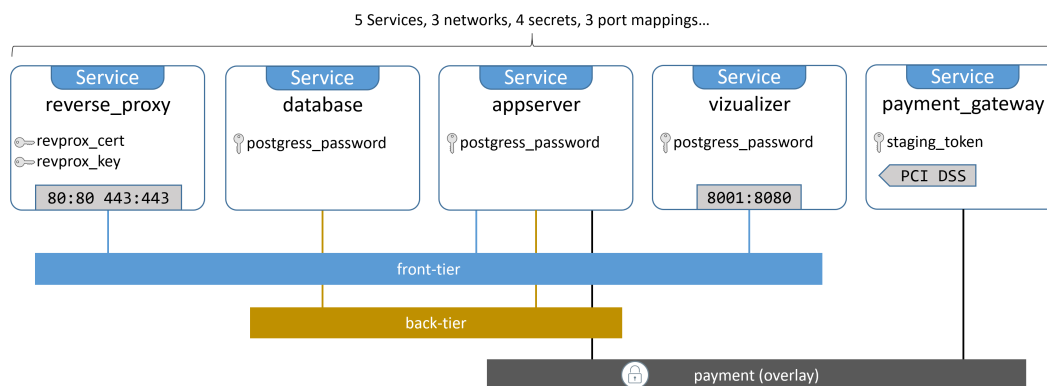 5 Services, 3 networks, 4 secrets, 3 port mappings...
Service
reverse_proxy
revprox_cert
revprox_key
80:80 443:443
Service
database
postgress_password
Service
appserver
postgress_password
Service
vizualizer
postgress_password
8001:8080
Service
payment_gateway
staging_token
PCI DSS
front-tier
back-tier
payment (overlay)